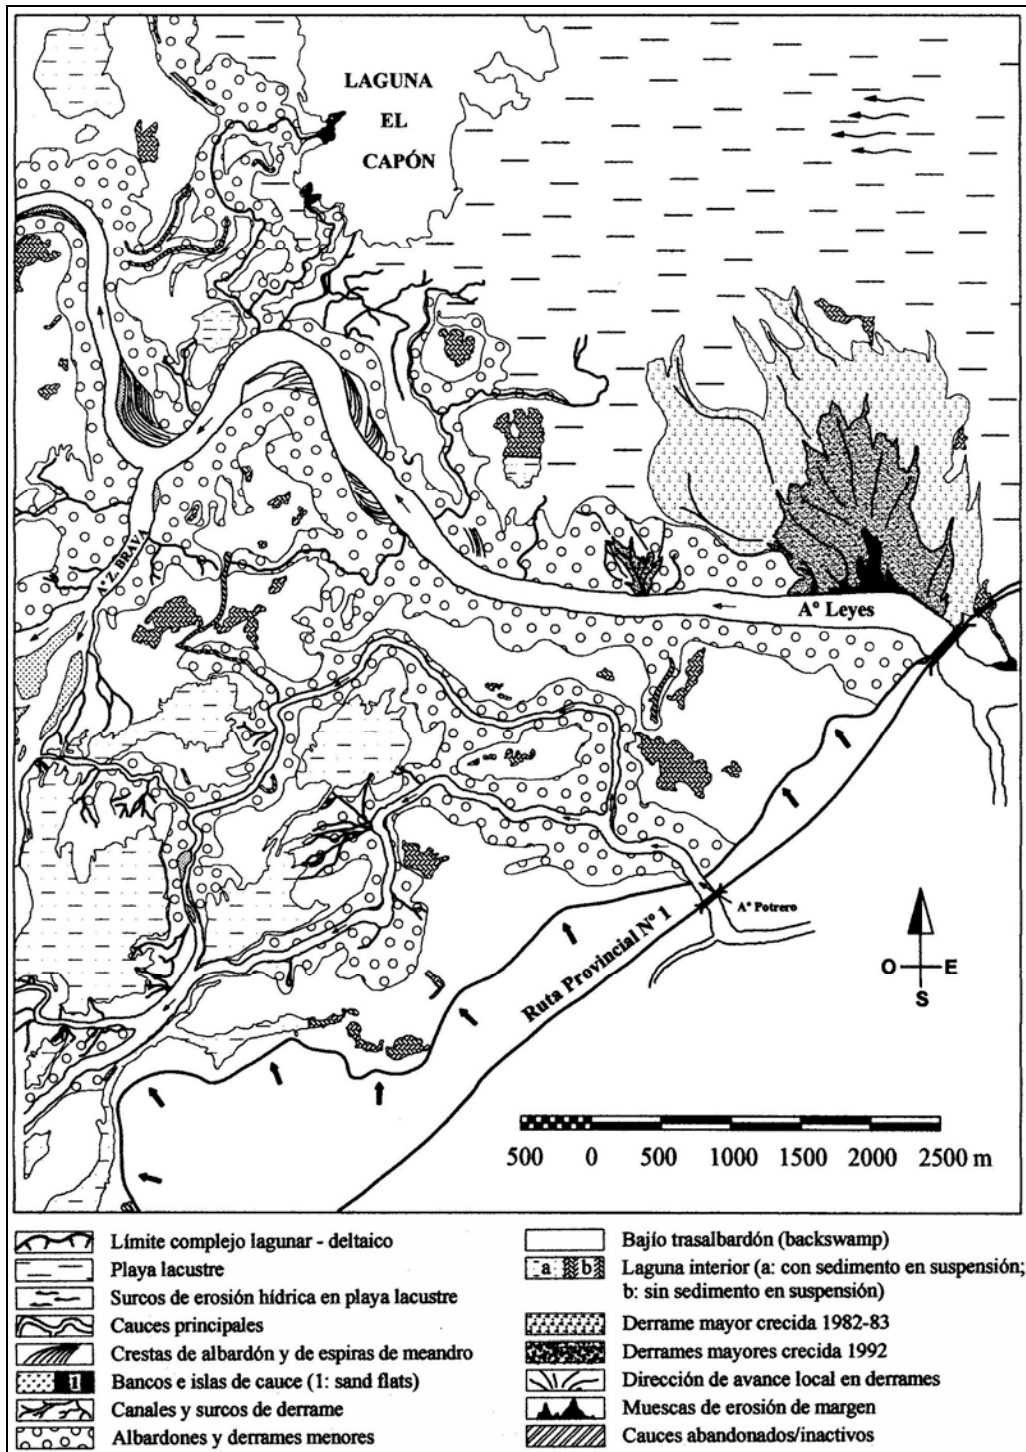 LAGUNA
EL
CAPÓN
Aº Leyes
Aº Z. BRAVA
Aº Potrero
Ruta Provincial Nº 1
O E
S
500 0 500 1000 1500 2000 2500 m
Límite complejo lagunar - deltaico
Playa lacustre
Surcos de erosión hídrica en playa lacustre
Cauces principales
Crestas de albardón y de espiras de meandro
1 Bancos e islas de cauce (1: sand flats)
Canales y surcos de derrame
Albardones y derrames menores
Bajío trasalbardón (backswamp)
a b Laguna interior (a: con sedimento en suspensión;
b: sin sedimento en suspensión)
Derrame mayor crecida 1982-83
Derrames mayores crecida 1992
Dirección de avance local en derrames
Muescas de erosión de margen
Cauces abandonados/inactivos